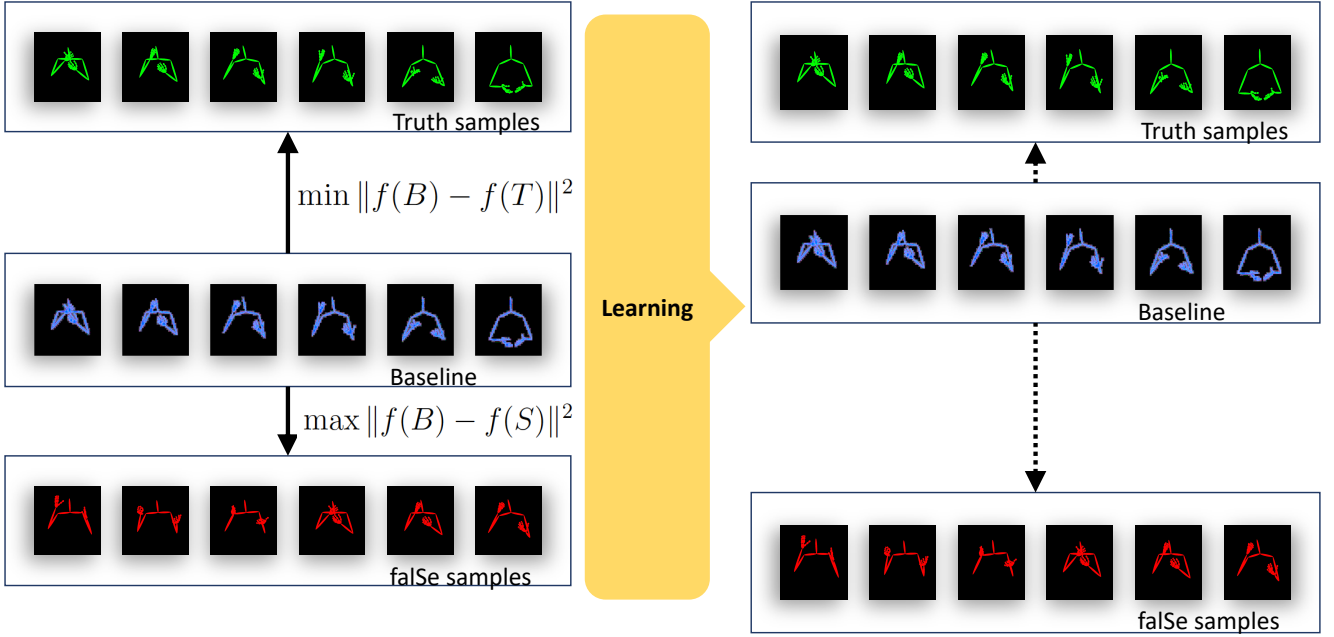 Truth samples
min ‖f(B) − f(T)‖²
Baseline
max ‖f(B) − f(S)‖²
falSe samples
Learning
Truth samples
Baseline
falSe samples